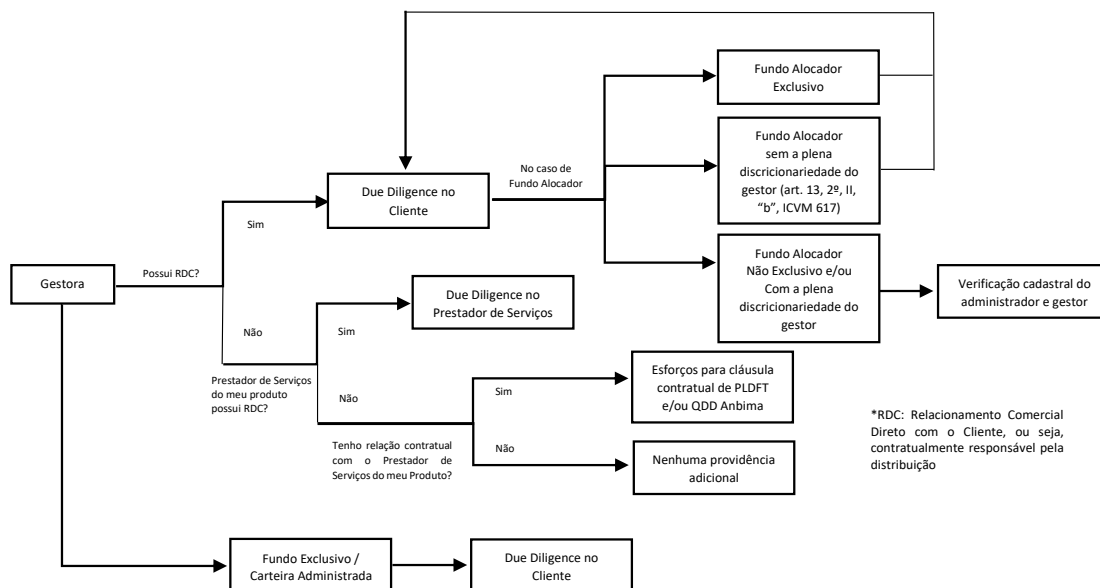 Fundo Alocador
Exclusivo
Fundo Alocador
sem a plena
discricionariedade do
gestor (art. 13, 2º, II,
“b”, ICVM 617)
No caso de
Fundo Alocador
Due Diligence no
Cliente
Sim
Fundo Alocador
Não Exclusivo e/ou
Com a plena
discricionariedade do
gestor
Verificação cadastral do
administrador e gestor
Gestora
Possui RDC?
Due Diligence no
Prestador de Serviços
Não
Sim
Prestador de Serviços
do meu produto
possui RDC?
Não
Esforços para cláusula
contratual de PLDFT
e/ou QDD Anbima
Sim
*RDC: Relacionamento Comercial
Direto com o Cliente, ou seja,
contratualmente responsável pela
distribuição
Tenho relação contratual
com o Prestador de
Serviços do meu Produto?
Não
Nenhuma providência
adicional
Fundo Exclusivo /
Carteira Administrada
Due Diligence no
Cliente